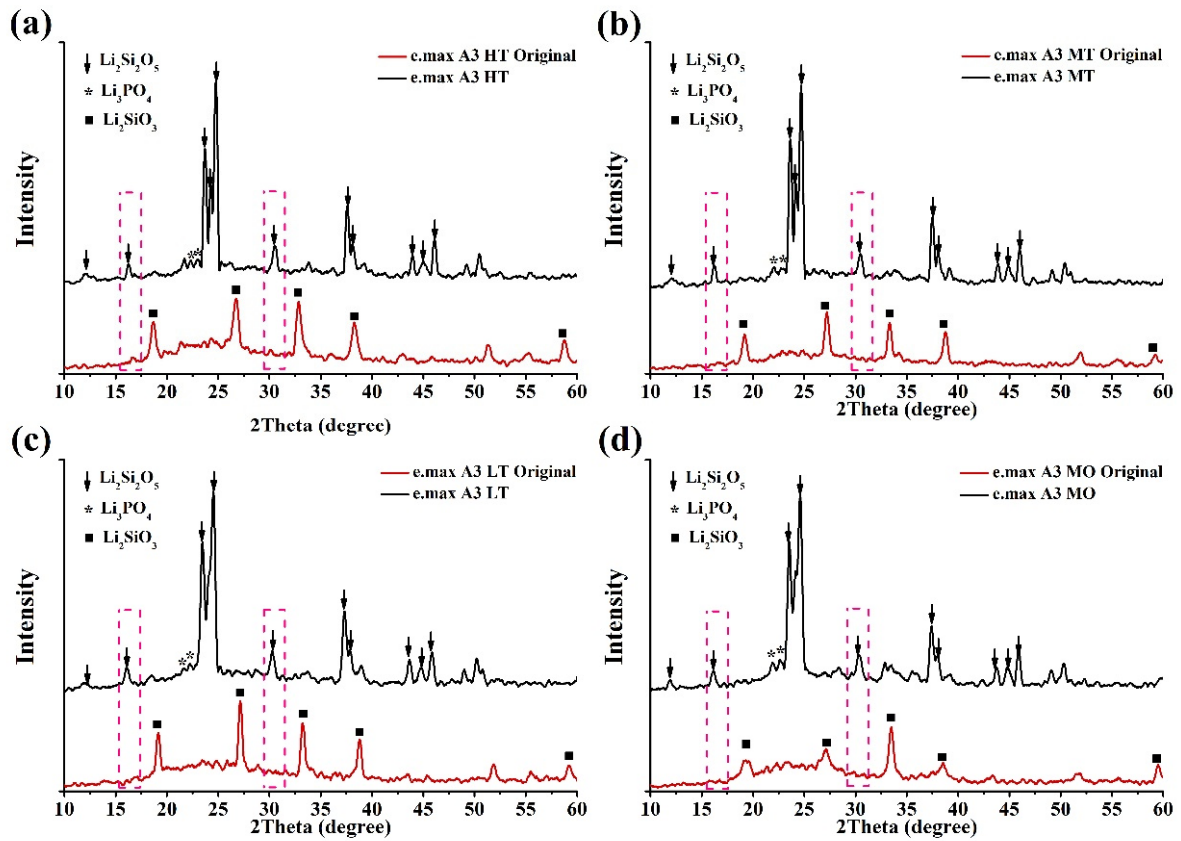 (a)
Li₂Si₂O₅
* Li₃PO₄
■ Li₂SiO₃
c.max A3 HT Original
e.max A3 HT
Intensity
10 15 20 25 30 35 40 45 50 55 60
2Theta (degree)
(b)
Li₂Si₂O₅
* Li₃PO₄
■ Li₂SiO₃
c.max A3 MT Original
e.max A3 MT
Intensity
10 15 20 25 30 35 40 45 50 55 60
2Theta (degree)
(c)
Li₂Si₂O₅
* Li₃PO₄
■ Li₂SiO₃
e.max A3 LT Original
e.max A3 LT
Intensity
10 15 20 25 30 35 40 45 50 55 60
2Theta (degree)
(d)
Li₂Si₂O₅
* Li₃PO₄
■ Li₂SiO₃
e.max A3 MO Original
c.max A3 MO
Intensity
10 15 20 25 30 35 40 45 50 55 60
2Theta (degree)